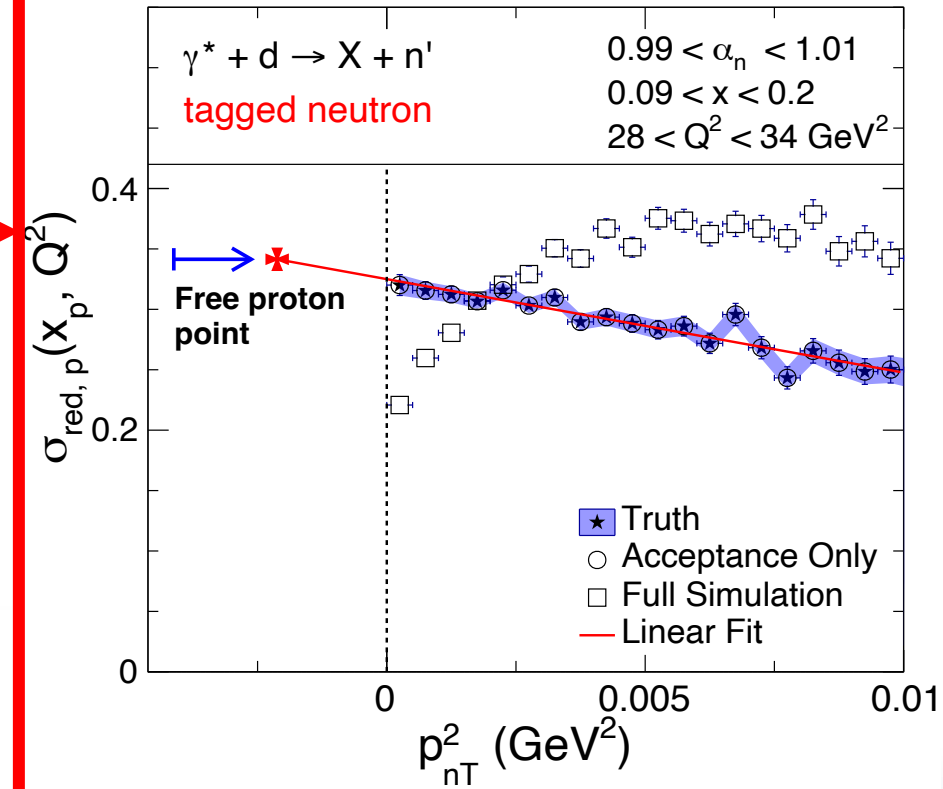 γ* + d → X + n'
tagged neutron
0.99 < αn < 1.01
0.09 < x < 0.2
28 < Q² < 34 GeV²
σred, p(xp, Q²)
0.4
0.2
0
Free proton
point
Truth
Acceptance Only
Full Simulation
Linear Fit
0
0.005
0.01
p²nT (GeV²)